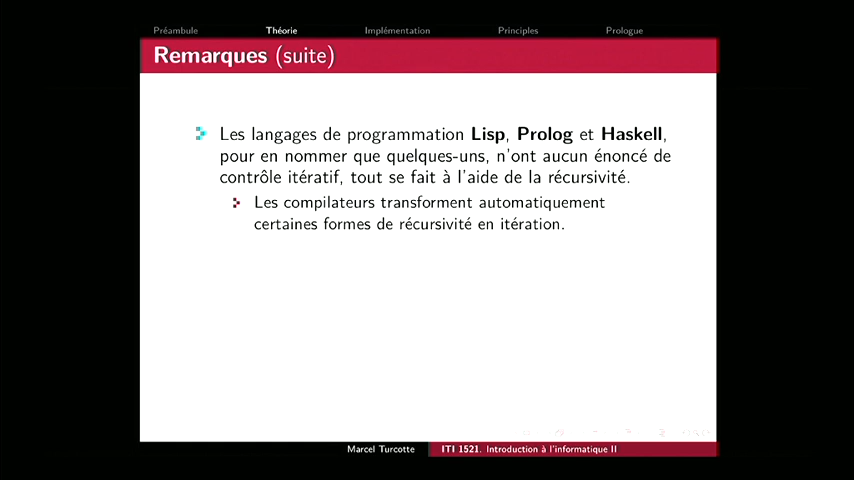 Préambule Théorie Implémentation Principles Prologue
Remarques (suite)
Les langages de programmation Lisp, Prolog et Haskell,
pour en nommer que quelques-uns, n'ont aucun énoncé de
contrôle itératif, tout se fait à l'aide de la récursivité.
Les compilateurs transforment automatiquement
certaines formes de récursivité en itération.
Marcel Turcotte ITI 1521. Introduction à l'informatique II